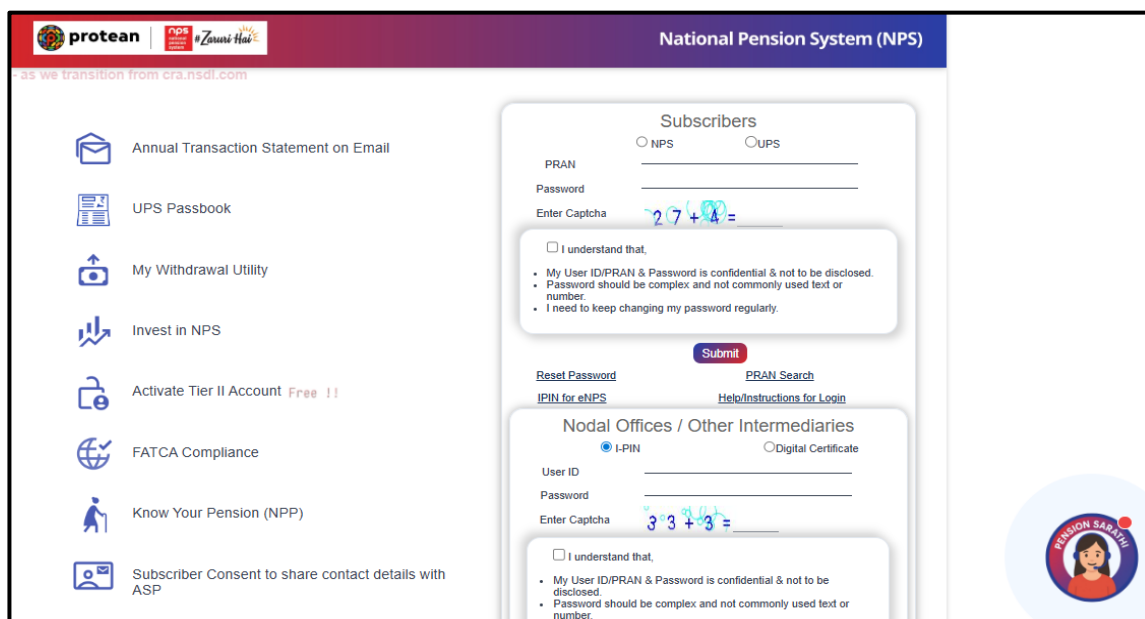 protean
nps
national
pension
system
#Zaruri Hai
National Pension System (NPS)
- as we transition from cra.nsdl.com
Annual Transaction Statement on Email
UPS Passbook
My Withdrawal Utility
Invest in NPS
Activate Tier II Account Free !!
FATCA Compliance
Know Your Pension (NPP)
Subscriber Consent to share contact details with
ASP
Subscribers
NPS UPS
PRAN
Password
Enter Captcha 27 + 4 =
I understand that,
• My User ID/PRAN & Password is confidential & not to be disclosed.
• Password should be complex and not commonly used text or
number.
• I need to keep changing my password regularly.
Submit
Reset Password PRAN Search
IPIN for eNPS Help/Instructions for Login
Nodal Offices / Other Intermediaries
I-PIN Digital Certificate
User ID
Password
Enter Captcha 33 + 3 =
I understand that,
• My User ID/PRAN & Password is confidential & not to be
disclosed.
• Password should be complex and not commonly used text or
number.
PENSION SARATHI